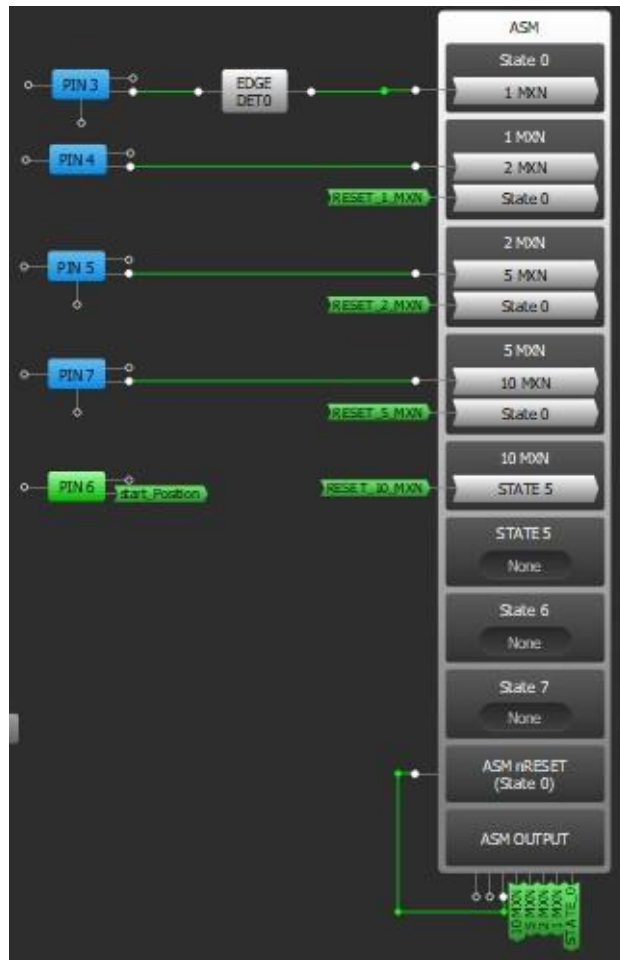 ASM
State 0
PIN 3
EDGE
DET0
1 MXN
1 MXN
PIN 4
2 MXN
RESET_1_MXN
State 0
2 MXN
PIN 5
5 MXN
RESET_2_MXN
State 0
5 MXN
PIN 7
10 MXN
RESET_5_MXN
State 0
10 MXN
PIN 6
start_Position
RESET_10_MXN
STATE 5
STATE 5
None
State 6
None
State 7
None
ASM nRESET
(State 0)
ASM OUTPUT
10 MXN
5 MXN
2 MXN
1 MXN
STATE_0